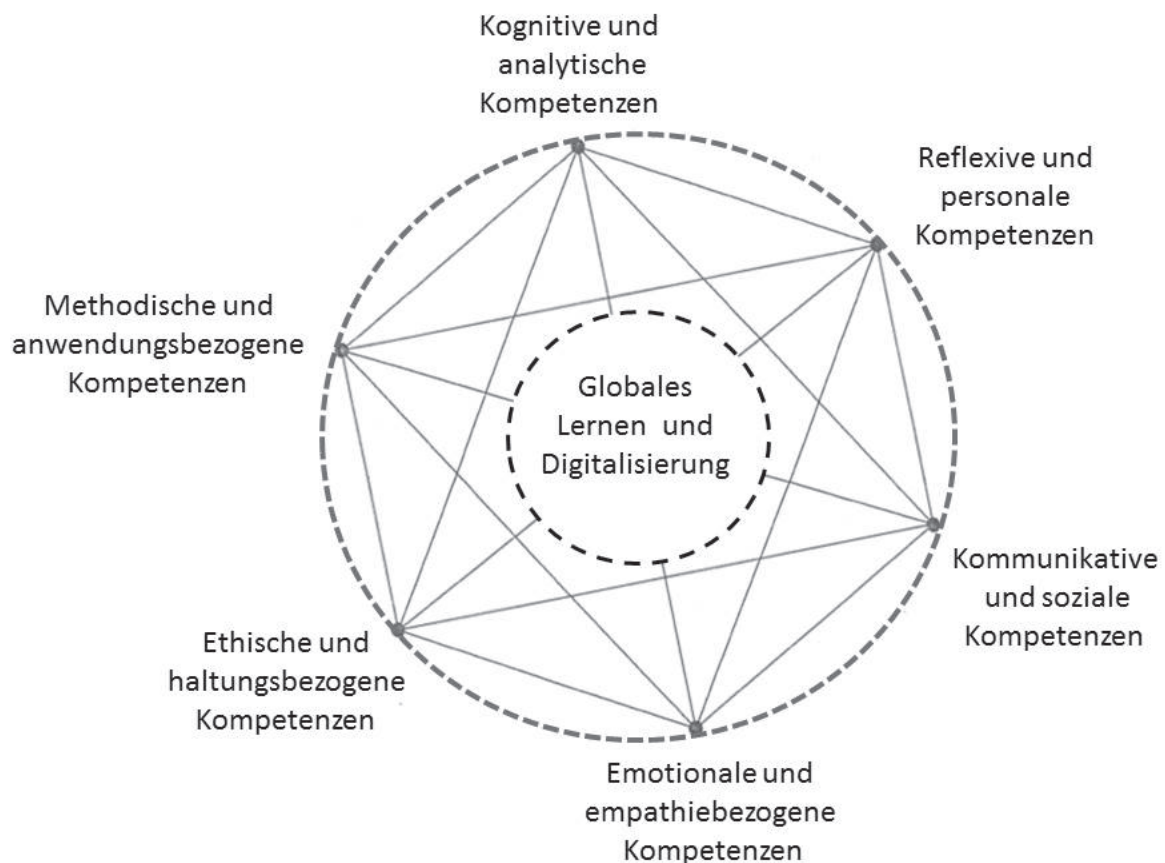 Kognitive und
analytische
Kompetenzen
Reflexive und
personale
Kompetenzen
Methodische und
anwendungsbezogene
Kompetenzen
Globales
Lernen und
Digitalisierung
Kommunikative
und soziale
Kompetenzen
Ethische und
haltungsbezogene
Kompetenzen
Emotionale und
empathiebezogene
Kompetenzen